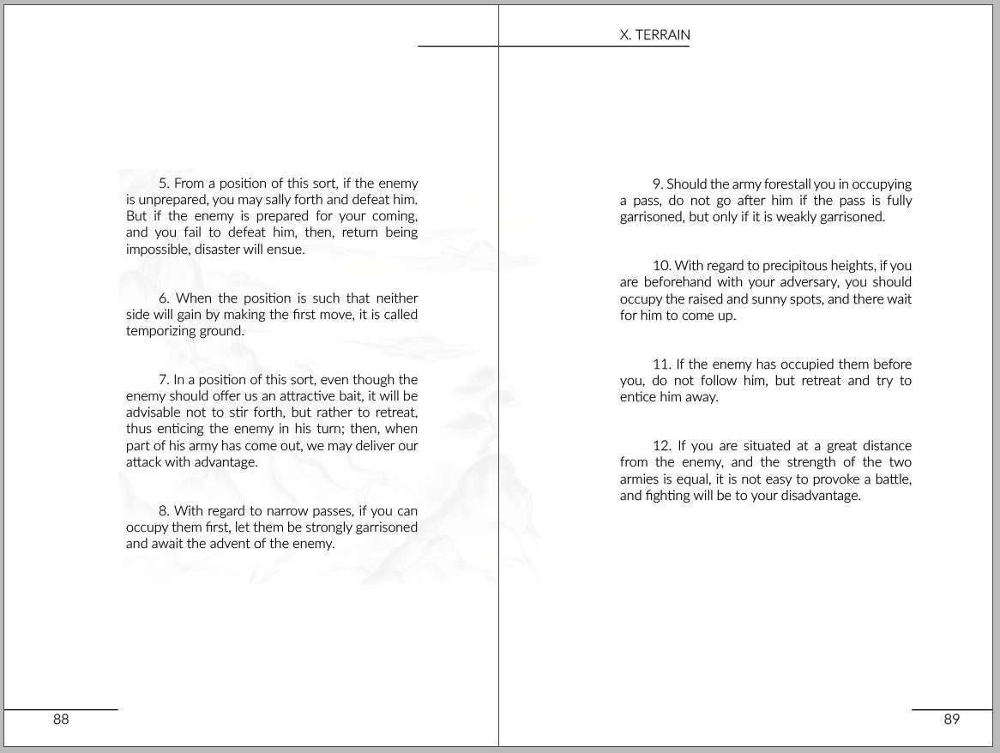 X. TERRAIN
5. From a position of this sort, if the enemy
is unprepared, you may sally forth and defeat him.
But if the enemy is prepared for your coming,
and you fail to defeat him, then, return being
impossible, disaster will ensue.
6. When the position is such that neither
side will gain by making the first move, it is called
temporizing ground.
7. In a position of this sort, even though the
enemy should offer us an attractive bait, it will be
advisable not to stir forth, but rather to retreat,
thus enticing the enemy in his turn; then, when
part of his army has come out, we may deliver our
attack with advantage.
8. With regard to narrow passes, if you can
occupy them first, let them be strongly garrisoned
and await the advent of the enemy.
88
9. Should the army forestall you in occupying
a pass, do not go after him if the pass is fully
garrisoned, but only if it is weakly garrisoned.
10. With regard to precipitous heights, if you
are beforehand with your adversary, you should
occupy the raised and sunny spots, and there wait
for him to come up.
11. If the enemy has occupied them before
you, do not follow him, but retreat and try to
entice him away.
12. If you are situated at a great distance
from the enemy, and the strength of the two
armies is equal, it is not easy to provoke a battle,
and fighting will be to your disadvantage.
89